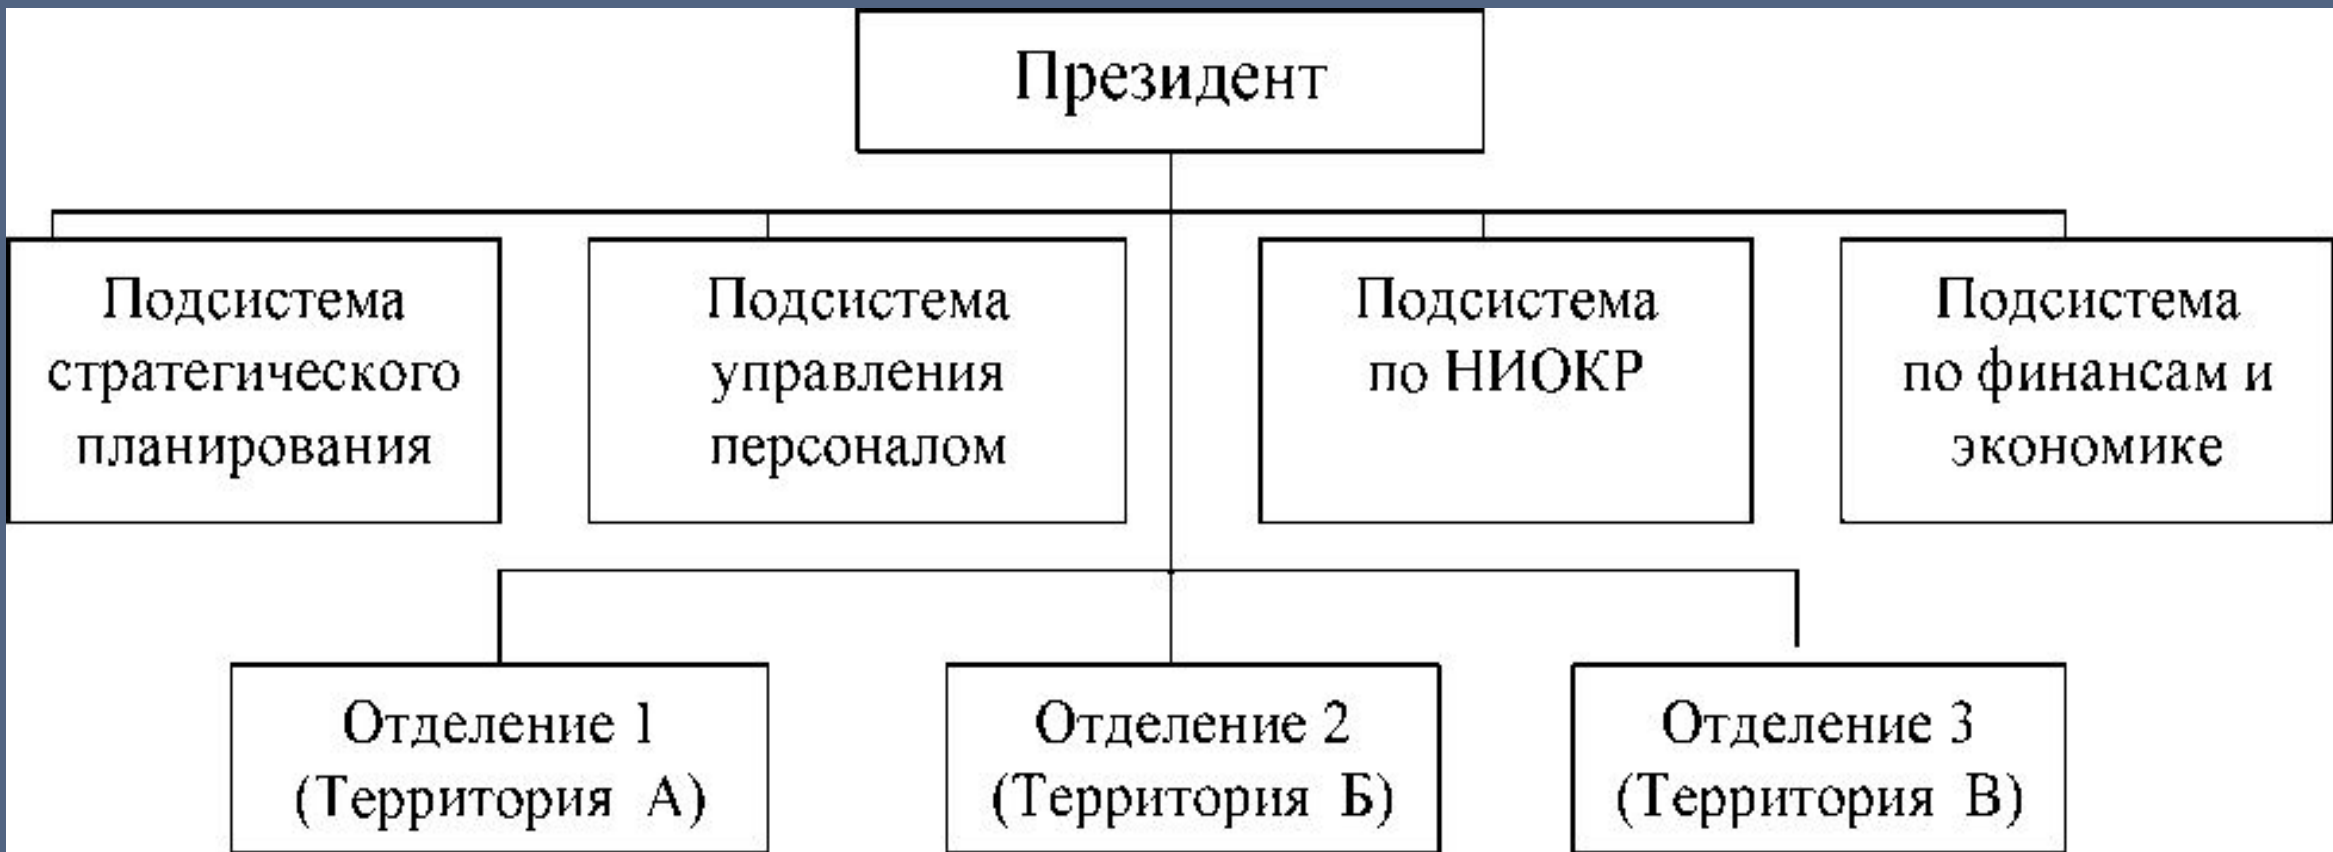 Президент
Подсистема
стратегического
планирования
Подсистема
управления
персоналом
Подсистема
по НИОКР
Подсистема
по финансам и
экономике
Отделение 1
(Территория А)
Отделение 2
(Территория Б)
Отделение 3
(Территория В)